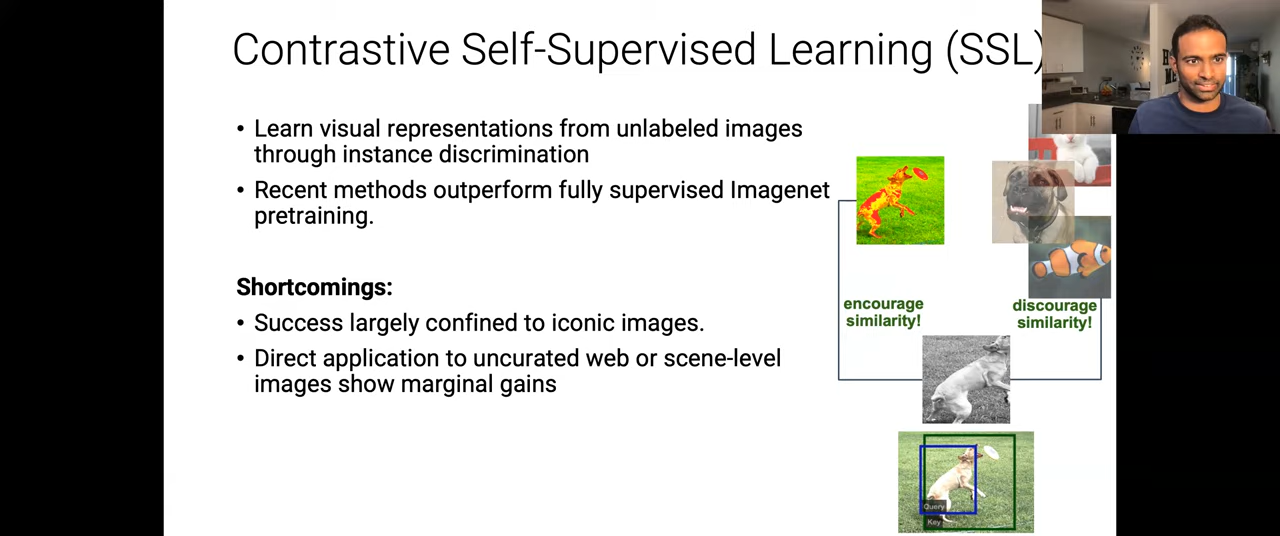 Contrastive Self-Supervised Learning (SSL)
• Learn visual representations from unlabeled images
through instance discrimination
• Recent methods outperform fully supervised Imagenet
pretraining.
Shortcomings:
• Success largely confined to iconic images.
• Direct application to uncurated web or scene-level
images show marginal gains
encourage
similarity!
discourage
similarity!
Query
Key